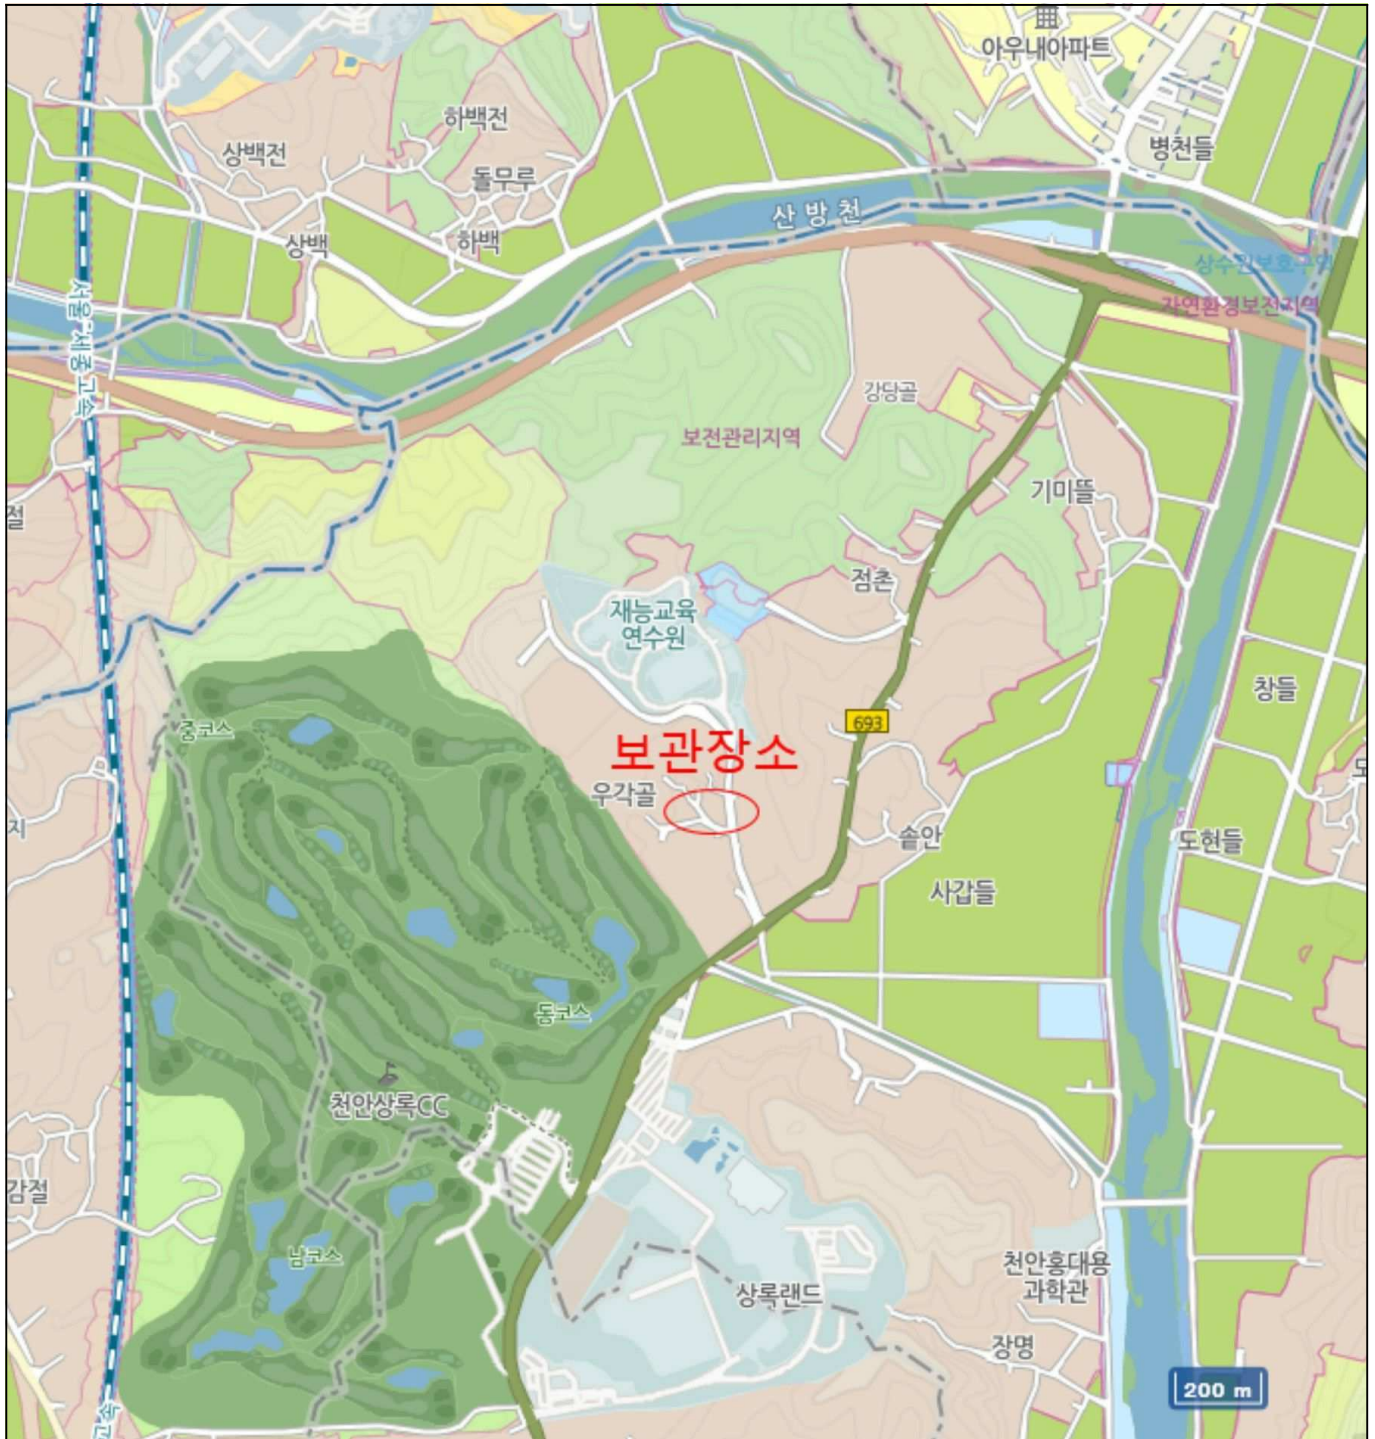 아우내아파트
하백전
상백전
병천들
돌무루
산방천
상백
하백
상수원보호구역
자연환경보전지역
서울-세종고속
강당골
보전관리지역
기미뜰
절
점촌
재능교육
연수원
창들
693
중코스
보관장소
우각골
지
솔안
도현들
사갑들
동코스
천안상록CC
감절
남코스
천안홍대용
과학관
상록랜드
장명
200 m